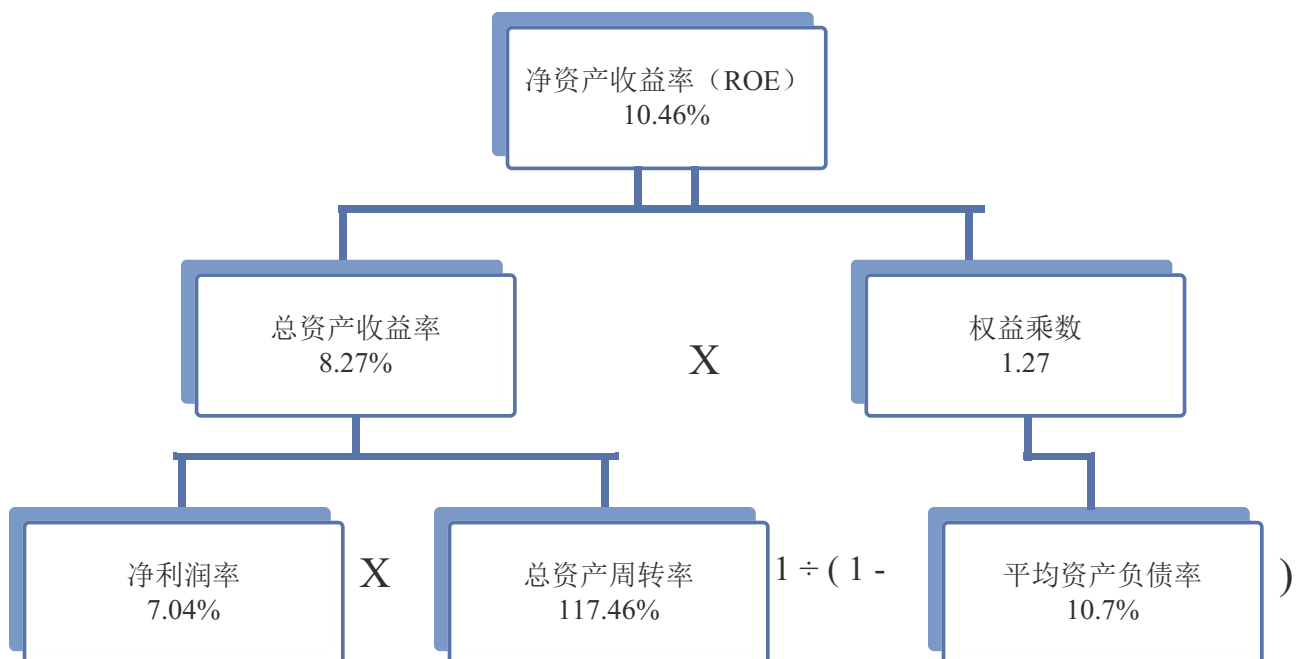 净资产收益率（ROE）
10.46%
总资产收益率
8.27%
X
权益乘数
1.27
净利润率
7.04%
X
总资产周转率
117.46%
1 ÷ ( 1 -
平均资产负债率
10.7%
)